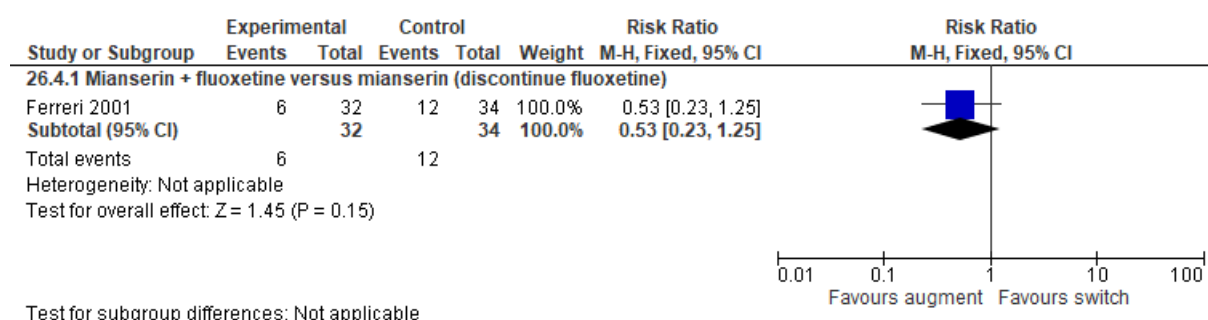 Experimental Control Risk Ratio Risk Ratio
Study or Subgroup Events Total Events Total Weight M-H, Fixed, 95% CI M-H, Fixed, 95% CI
26.4.1 Mianserin + fluoxetine versus mianserin (discontinue fluoxetine)
Ferreri 2001 6 32 12 34 100.0% 0.53 [0.23, 1.25]
Subtotal (95% CI) 32 34 100.0% 0.53 [0.23, 1.25]
Total events 6 12
Heterogeneity: Not applicable
Test for overall effect: Z = 1.45 (P = 0.15)
0.01 0.1 1 10 100
Favours augment Favours switch
Test for subgroup differences: Not applicable